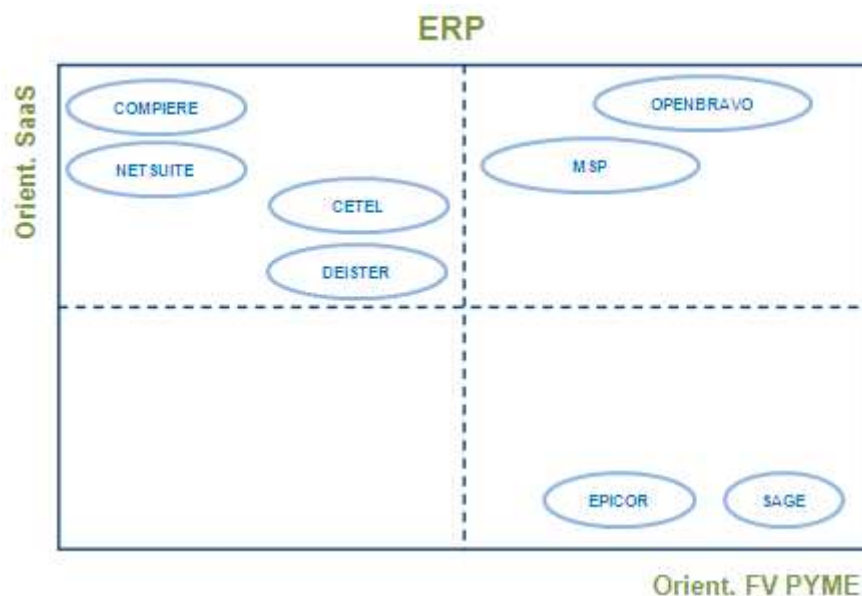 ERP
Orient. SaaS
COMPIERE
OPENBRAVO
NETSUITE
MSP
CETEL
DEISTER
EPICOR
SAGE
Orient. FV PYME